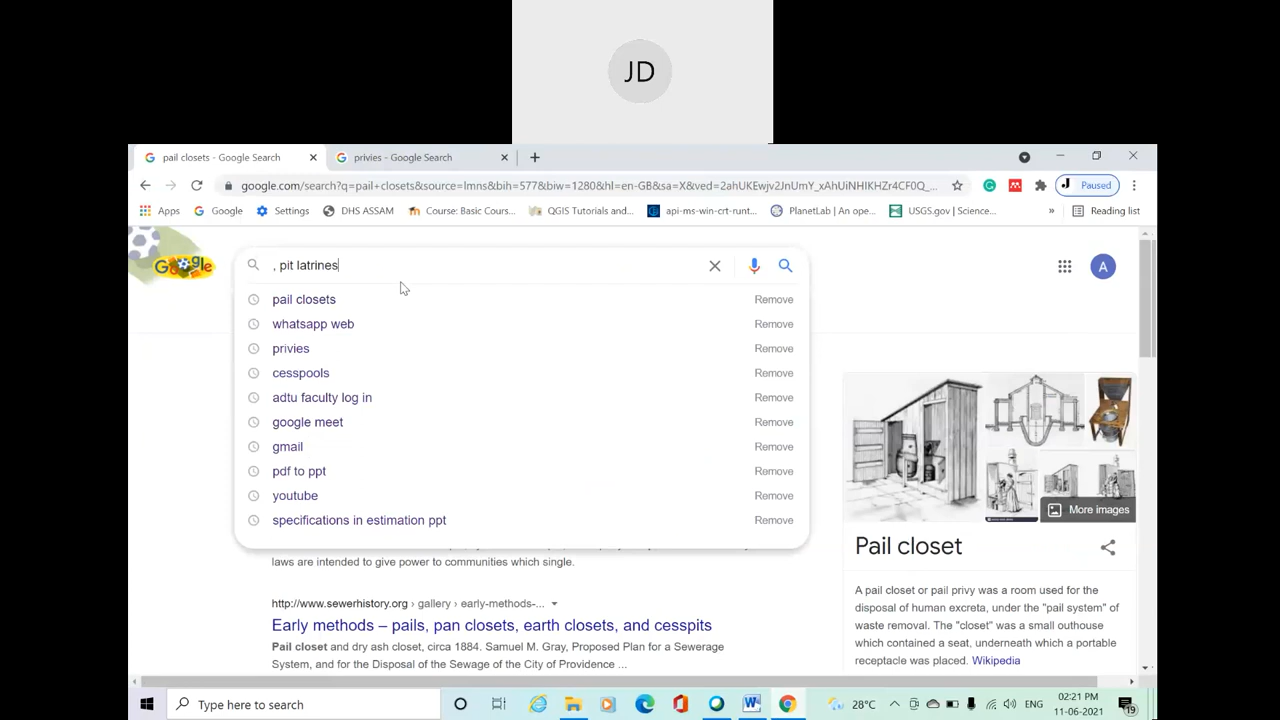 JD
pail closets - Google Search
privies - Google Search
google.com/search?q=pail+closets&source=lmns&bih=577&biw=1280&hl=en-GB&sa=X&ved=2ahUKEwjv2JnUmY_xAhUiNHIKHZr4CF0Q_...
J Paused
Apps Google Settings DHS ASSAM Course: Basic Cours... QGIS Tutorials and... api-ms-win-crt-runt... PlanetLab | An ope... USGS.gov | Science... » Reading list
Google
, pit latrines
A
pail closets Remove
whatsapp web Remove
privies Remove
cesspools Remove
adtu faculty log in Remove
google meet Remove
gmail Remove
pdf to ppt Remove
youtube Remove
specifications in estimation ppt Remove
laws are intended to give power to communities which single.
http://www.sewerhistory.org › gallery › early-methods-...
Early methods – pails, pan closets, earth closets, and cesspits
Pail closet and dry ash closet, circa 1884. Samuel M. Gray, Proposed Plan for a Sewerage
System, and for the Disposal of the Sewage of the City of Providence ...
More images
Pail closet
A pail closet or pail privy was a room used for the
disposal of human excreta, under the "pail system" of
waste removal. The "closet" was a small outhouse
which contained a seat, underneath which a portable
receptacle was placed. Wikipedia
Type here to search
28°C
ENG
02:21 PM
11-06-2021
19